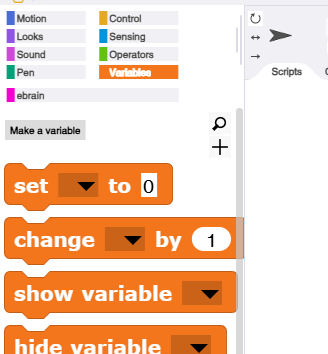 Motion Control
Looks Sensing
Sound Operators
Pen Variables
ebrain
Scripts
Make a variable
set to 0
change by 1
show variable
hide variable